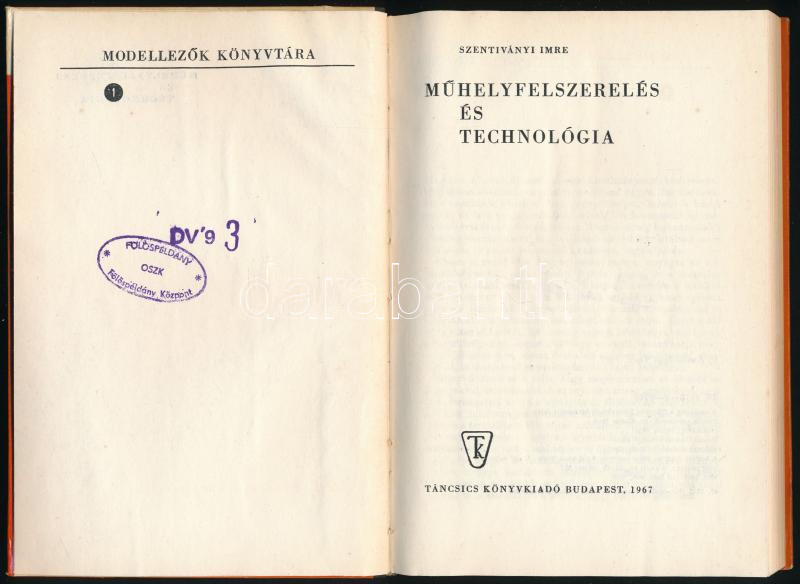 MODELLEZŐK KÖNYVTÁRA
1
DV'9 3
FÖLÖSPÉLDÁNY
OSZK
Fölöspéldány Központ
SZENTIVÁNYI IMRE
MŰHELYFELSZERELÉS
ÉS
TECHNOLÓGIA
darabanth
TK
TÁNCSICS KÖNYVKIADÓ BUDAPEST, 1967